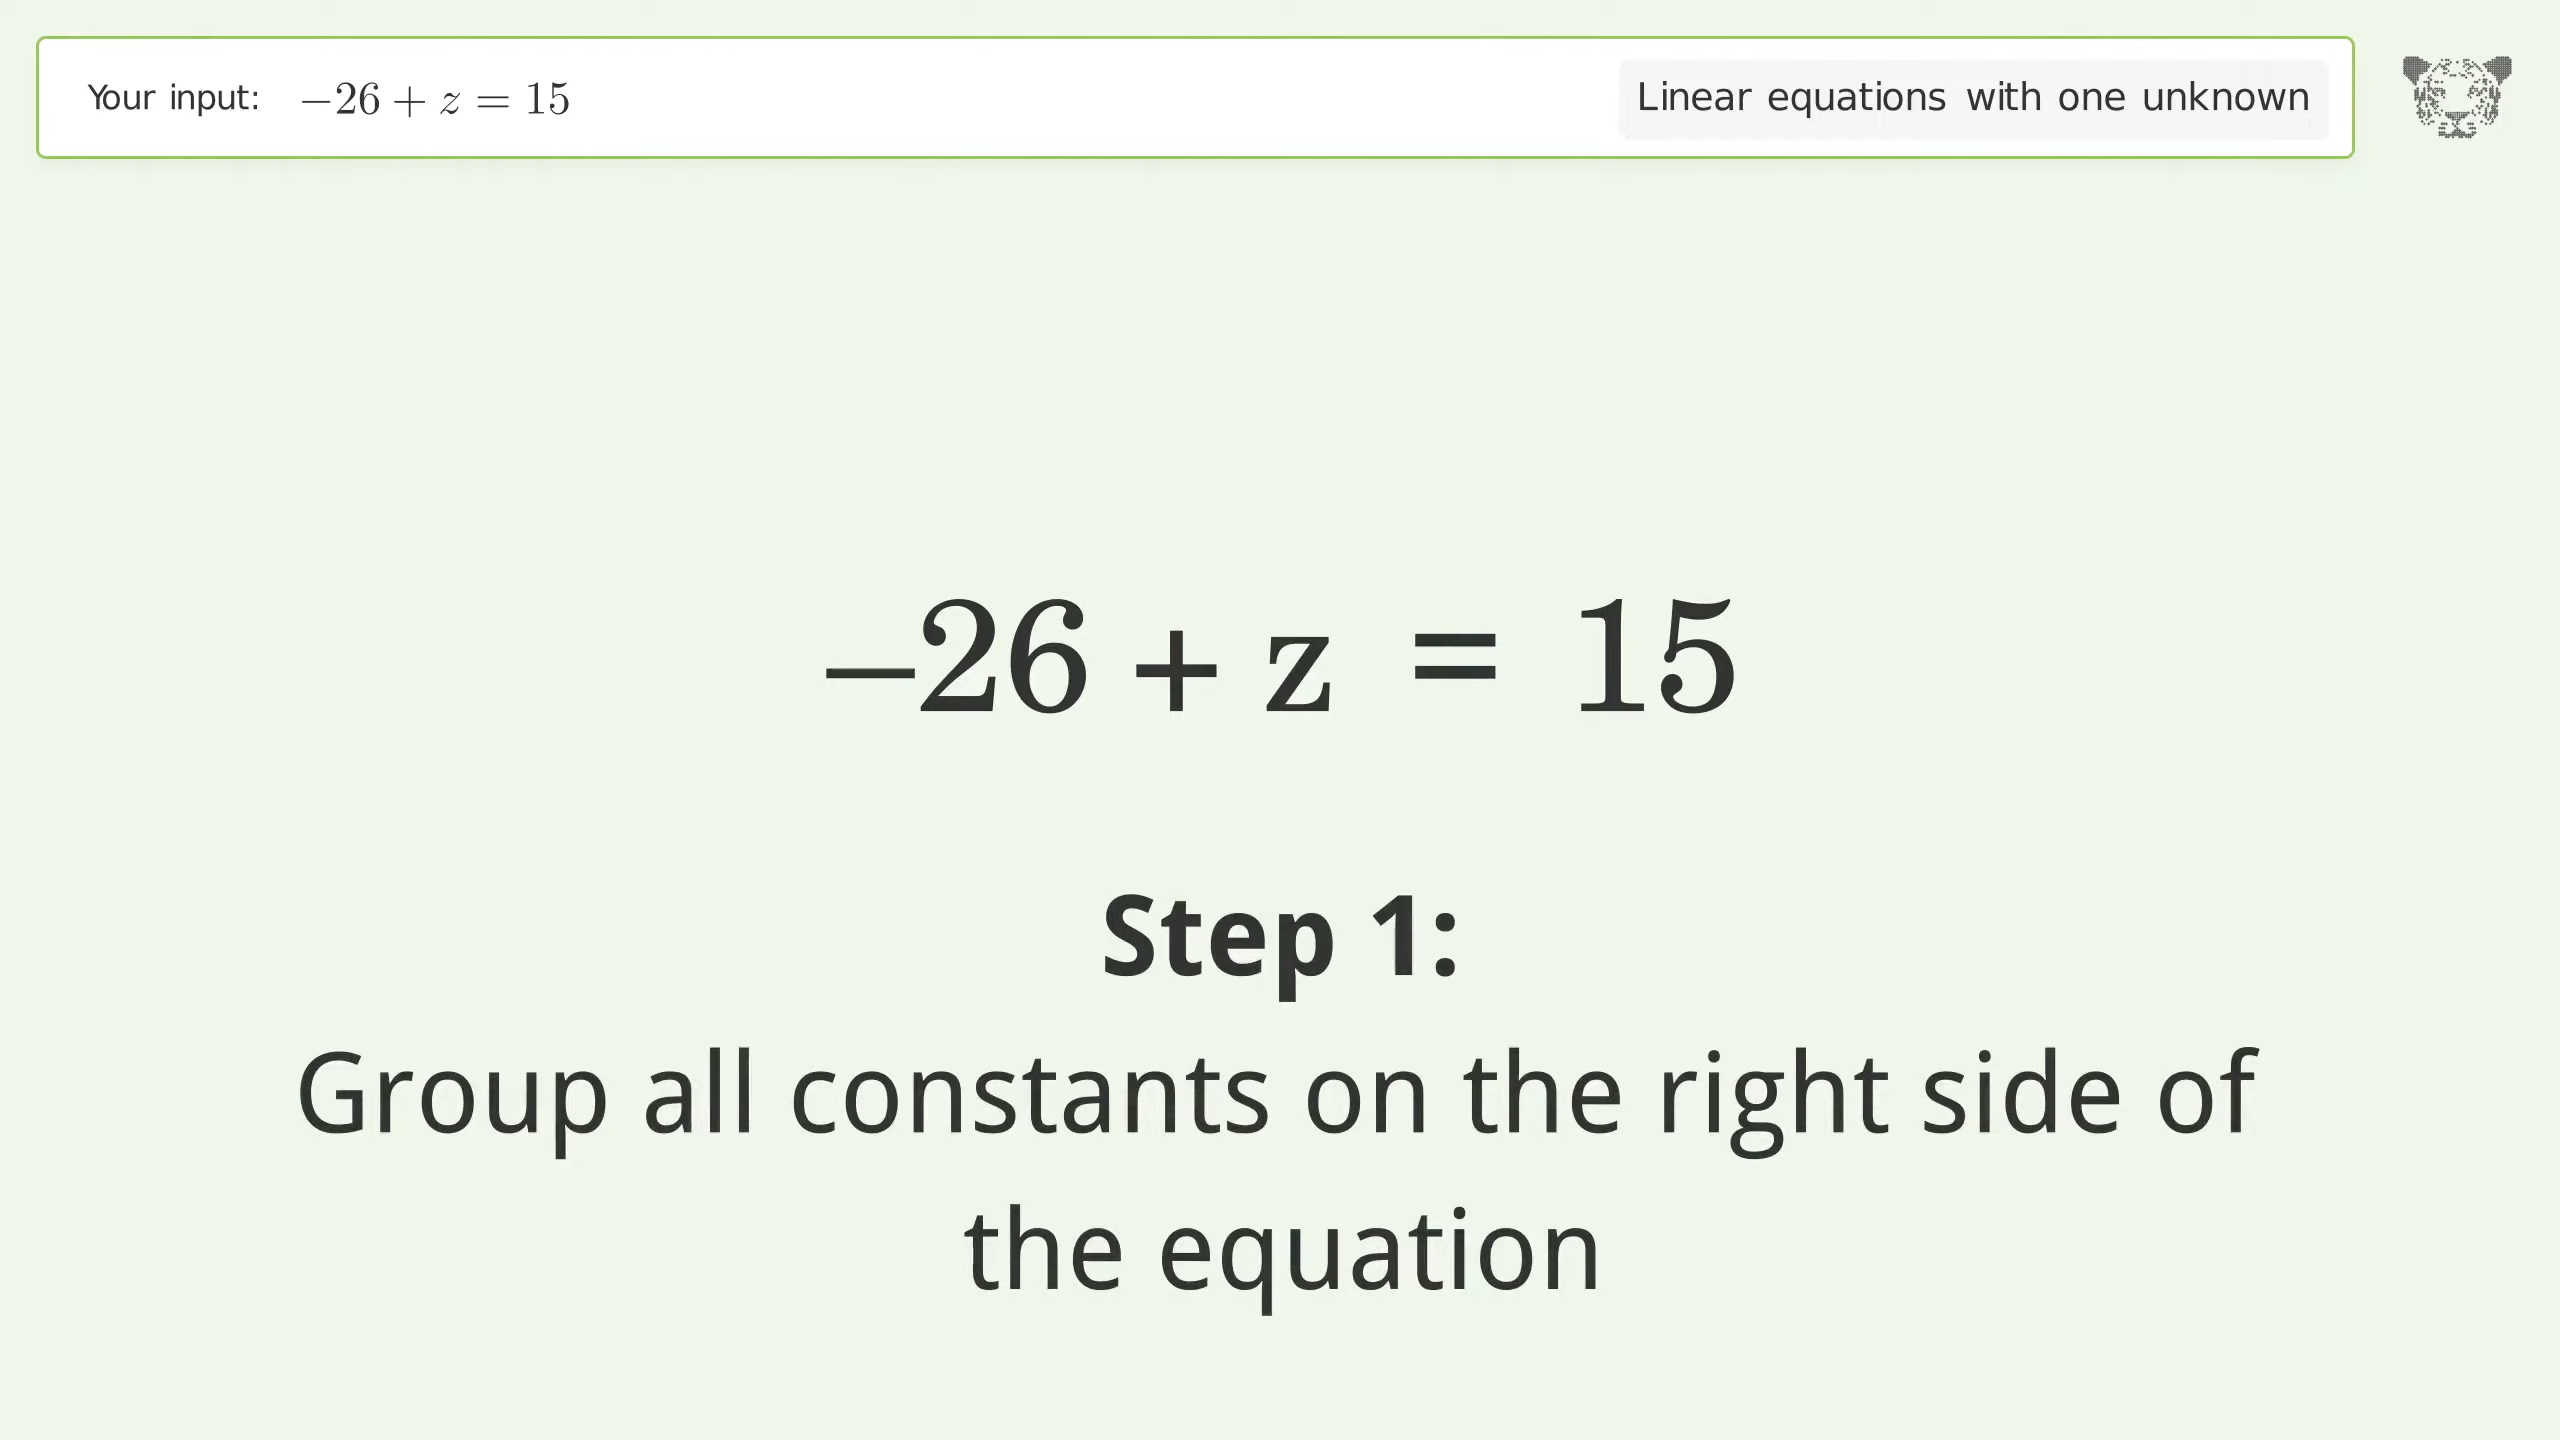 Your input: −26 + z = 15
Linear equations with one unknown
−26 + z = 15
Step 1:
Group all constants on the right side of
the equation